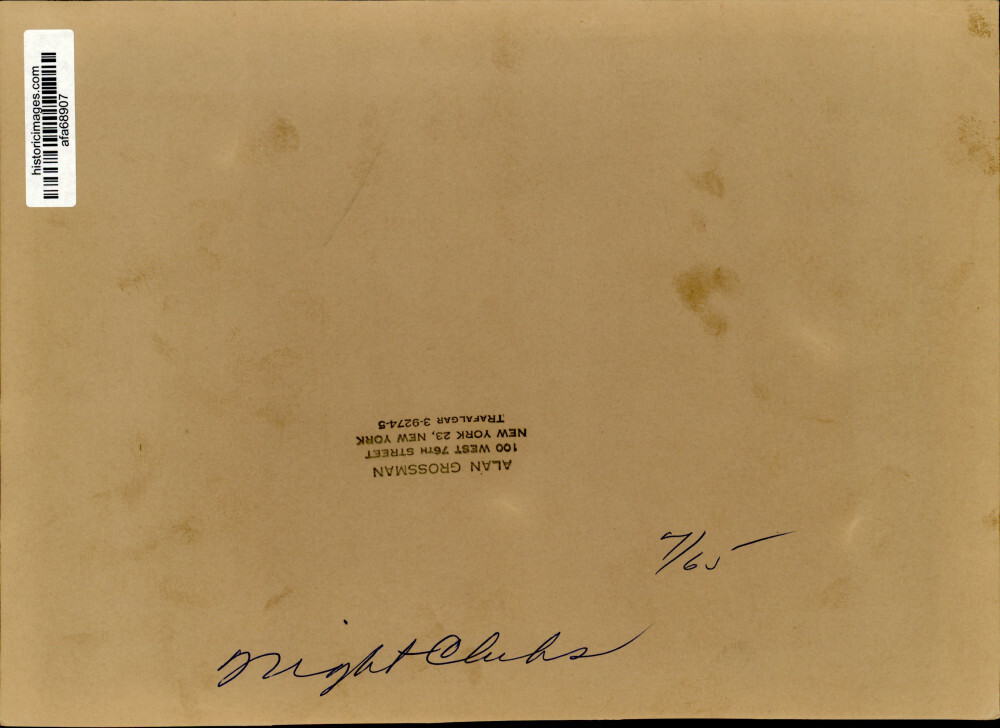 historicimages.com
afa68907
ALAN GROSSMAN
100 WEST 76TH STREET
NEW YORK 23, NEW YORK
TRAFALGAR 3-9274-5
7/65
Night Clubs